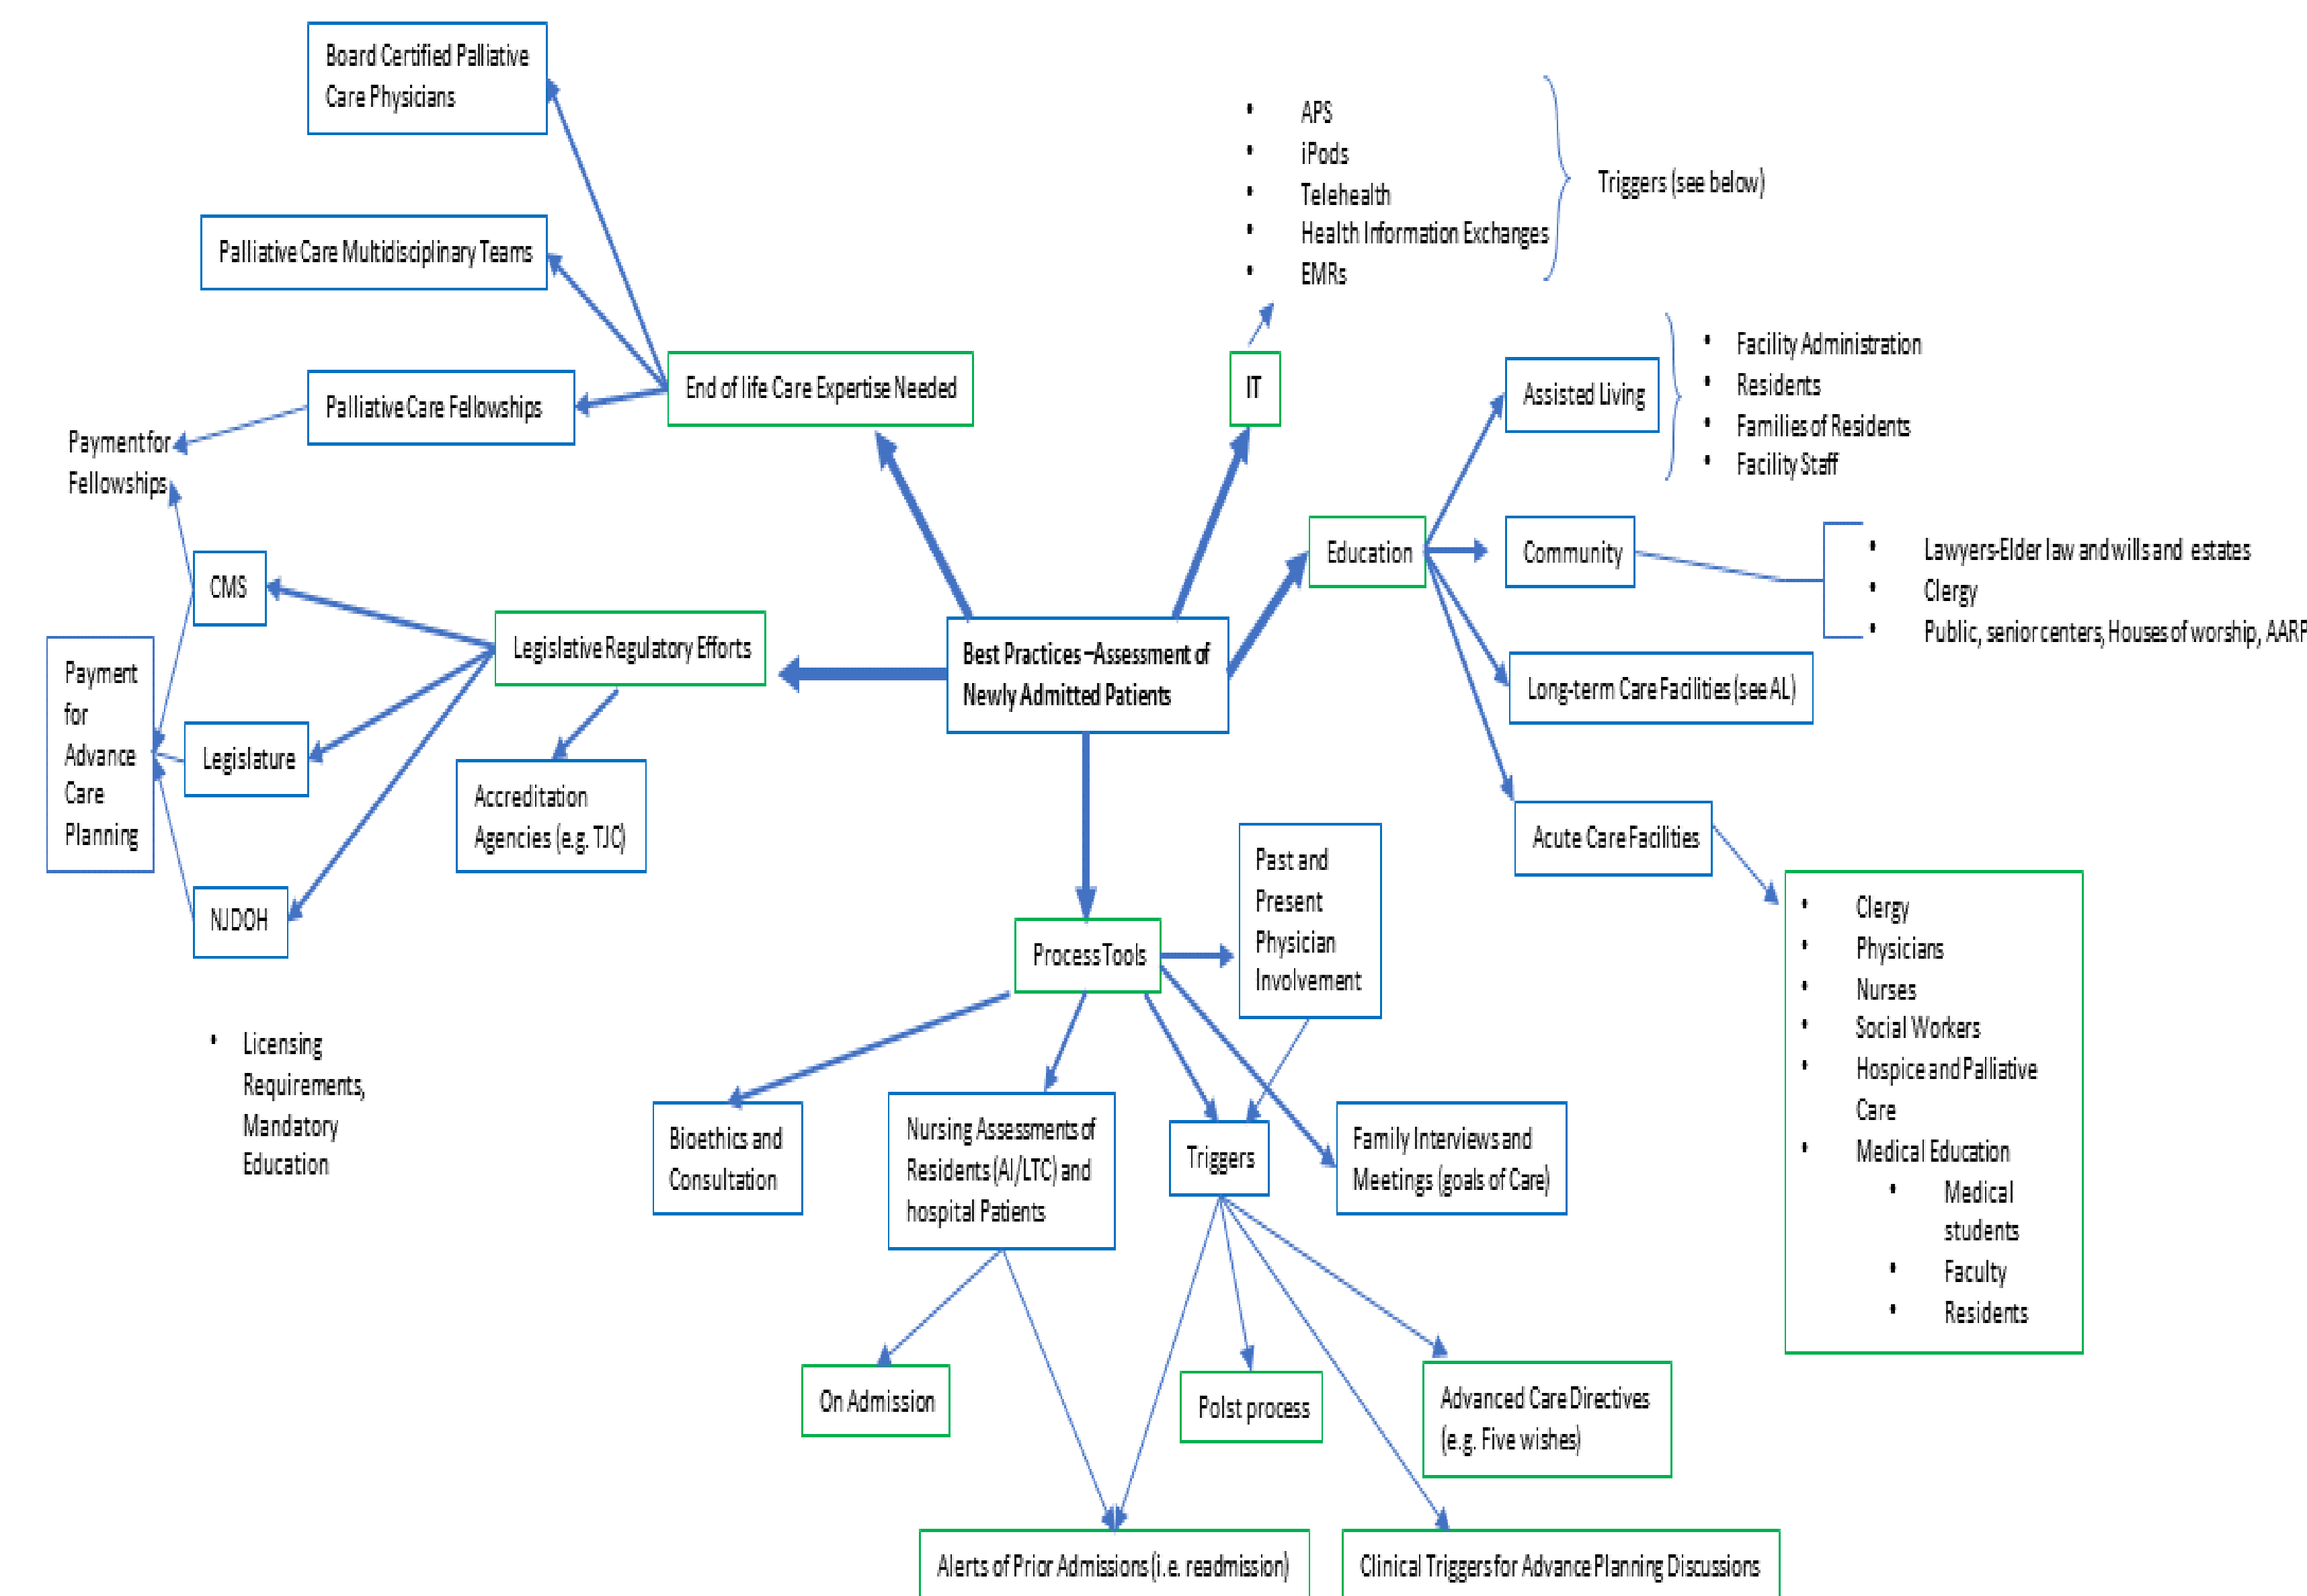 Board Certified Palliative
Care Physicians
Palliative Care Multidisciplinary Teams
Palliative Care Fellowships
End of life Care Expertise Needed
Payment for
Fellowships
• APS
• iPods
• Telehealth
• Health Information Exchanges
• EMRs
Triggers (see below)
IT
Assisted Living
• Facility Administration
• Residents
• Families of Residents
• Facility Staff
Education
Community
• Lawyers-Elder law and wills and estates
• Clergy
• Public, senior centers, Houses of worship, AARP
Long-term Care Facilities (see AL)
Acute Care Facilities
• Clergy
• Physicians
• Nurses
• Social Workers
• Hospice and Palliative
Care
• Medical Education
• Medical
students
• Faculty
• Residents
CMS
Legislative Regulatory Efforts
Best Practices –Assessment of
Newly Admitted Patients
Payment
for
Advance
Care
Planning
Legislature
Accreditation
Agencies (e.g. TJC)
NJDOH
• Licensing
Requirements,
Mandatory
Education
Process Tools
Past and
Present
Physician
Involvement
Bioethics and
Consultation
Nursing Assessments of
Residents (AI/LTC) and
hospital Patients
Triggers
Family Interviews and
Meetings (goals of Care)
On Admission
Polst process
Advanced Care Directives
(e.g. Five wishes)
Alerts of Prior Admissions (i.e. readmission)
Clinical Triggers for Advance Planning Discussions